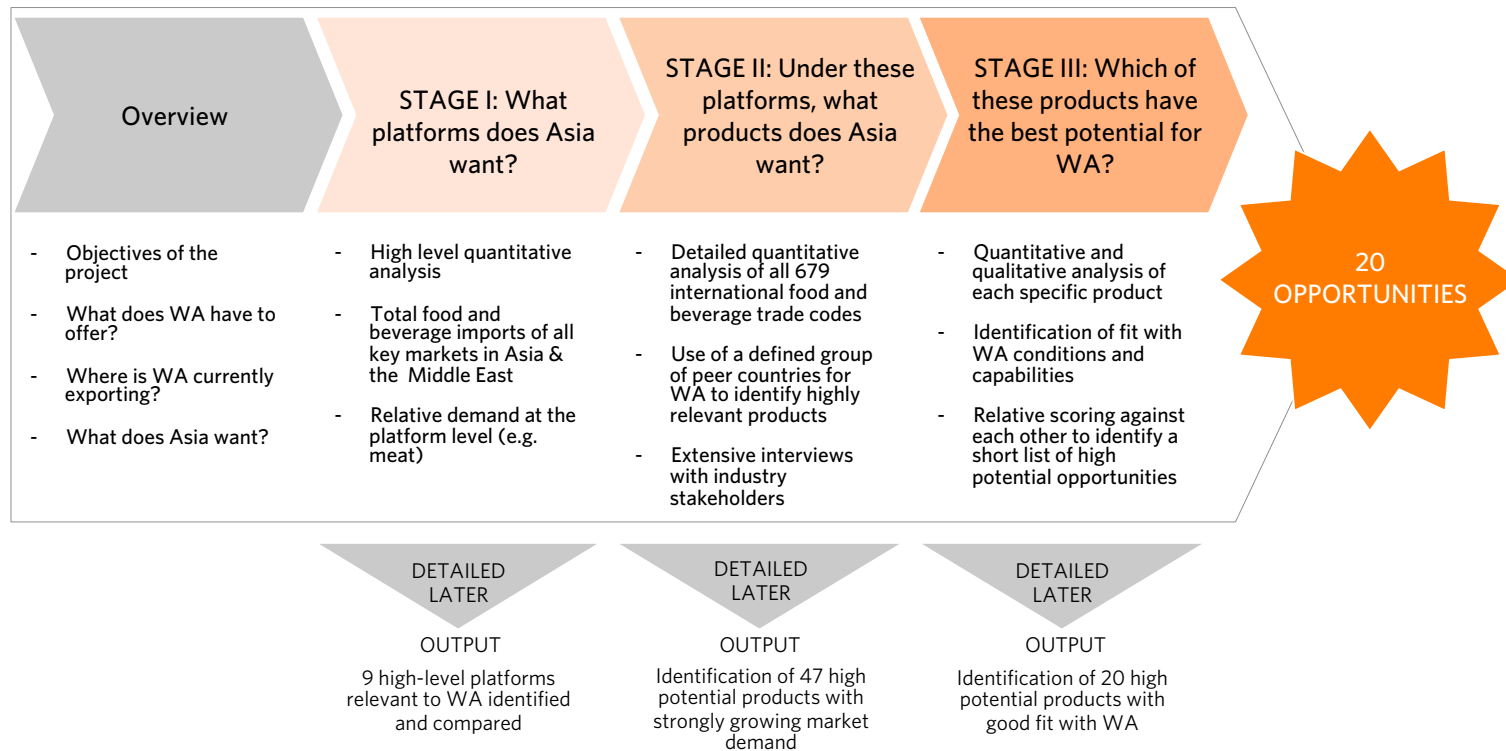 Overview
- Objectives of the
project
- What does WA have to
offer?
- Where is WA currently
exporting?
- What does Asia want?
STAGE I: What
platforms does Asia
want?
- High level quantitative
analysis
- Total food and
beverage imports of all
key markets in Asia &
the Middle East
- Relative demand at the
platform level (e.g.
meat)
STAGE II: Under these
platforms, what
products does Asia
want?
- Detailed quantitative
analysis of all 679
international food and
beverage trade codes
- Use of a defined group
of peer countries for
WA to identify highly
relevant products
- Extensive interviews
with industry
stakeholders
STAGE III: Which of
these products have
the best potential for
WA?
- Quantitative and
qualitative analysis of
each specific product
- Identification of fit with
WA conditions and
capabilities
- Relative scoring against
each other to identify a
short list of high
potential opportunities
20
OPPORTUNITIES
DETAILED
LATER
OUTPUT
9 high-level platforms
relevant to WA identified
and compared
DETAILED
LATER
OUTPUT
Identification of 47 high
potential products with
strongly growing market
demand
DETAILED
LATER
OUTPUT
Identification of 20 high
potential products with
good fit with WA